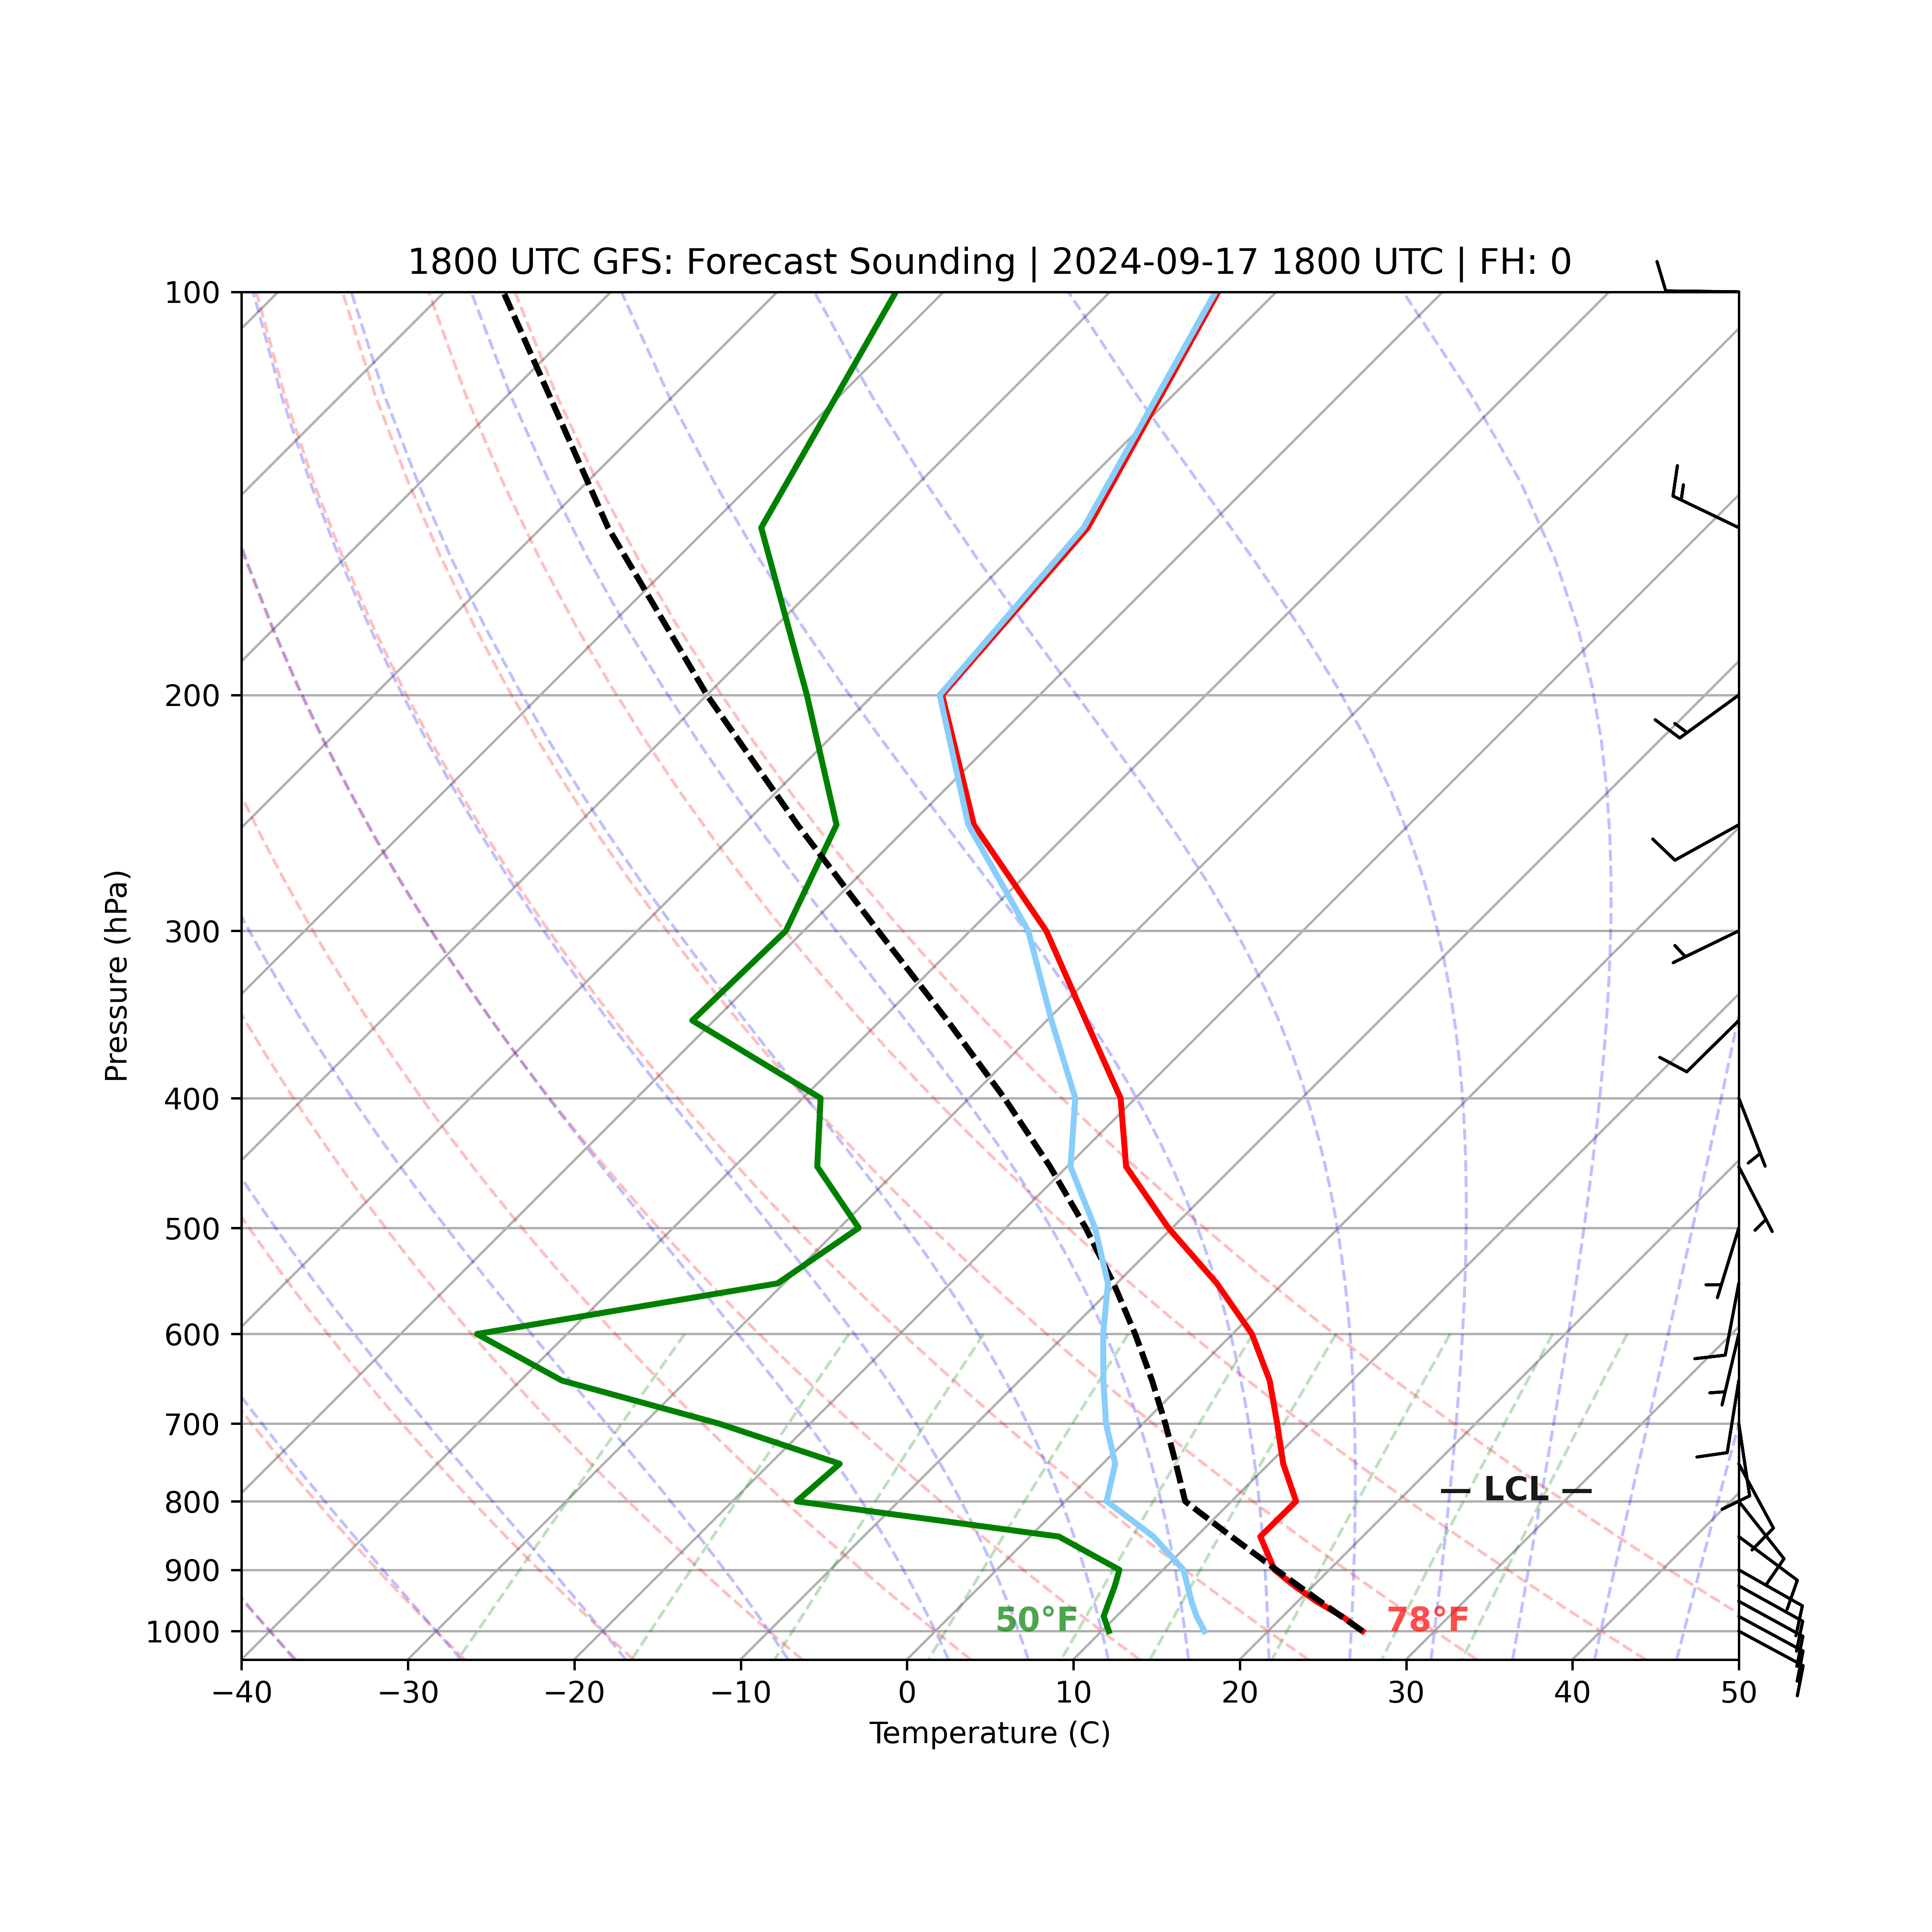 1800 UTC GFS: Forecast Sounding | 2024-09-17 1800 UTC | FH: 0
100
200
300
400
500
600
700
800
900
1000
Pressure (hPa)
— LCL —
50°F
78°F
−40 −30 −20 −10 0 10 20 30 40 50
Temperature (C)